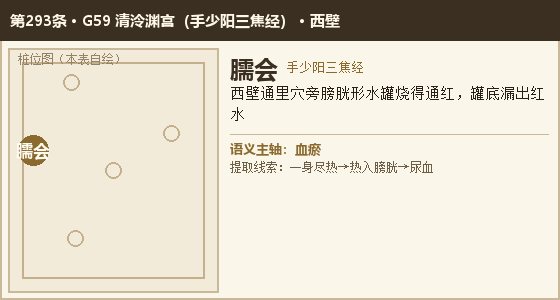 第293条・G59 清泠渊宫（手少阳三焦经）・西壁
桩位图（本表自绘）
臑会
臑会 手少阳三焦经
西壁通里穴旁膀胱形水罐烧得通红，罐底漏出红
水
语义主轴：血瘀
提取线索：一身尽热→热入膀胱→尿血